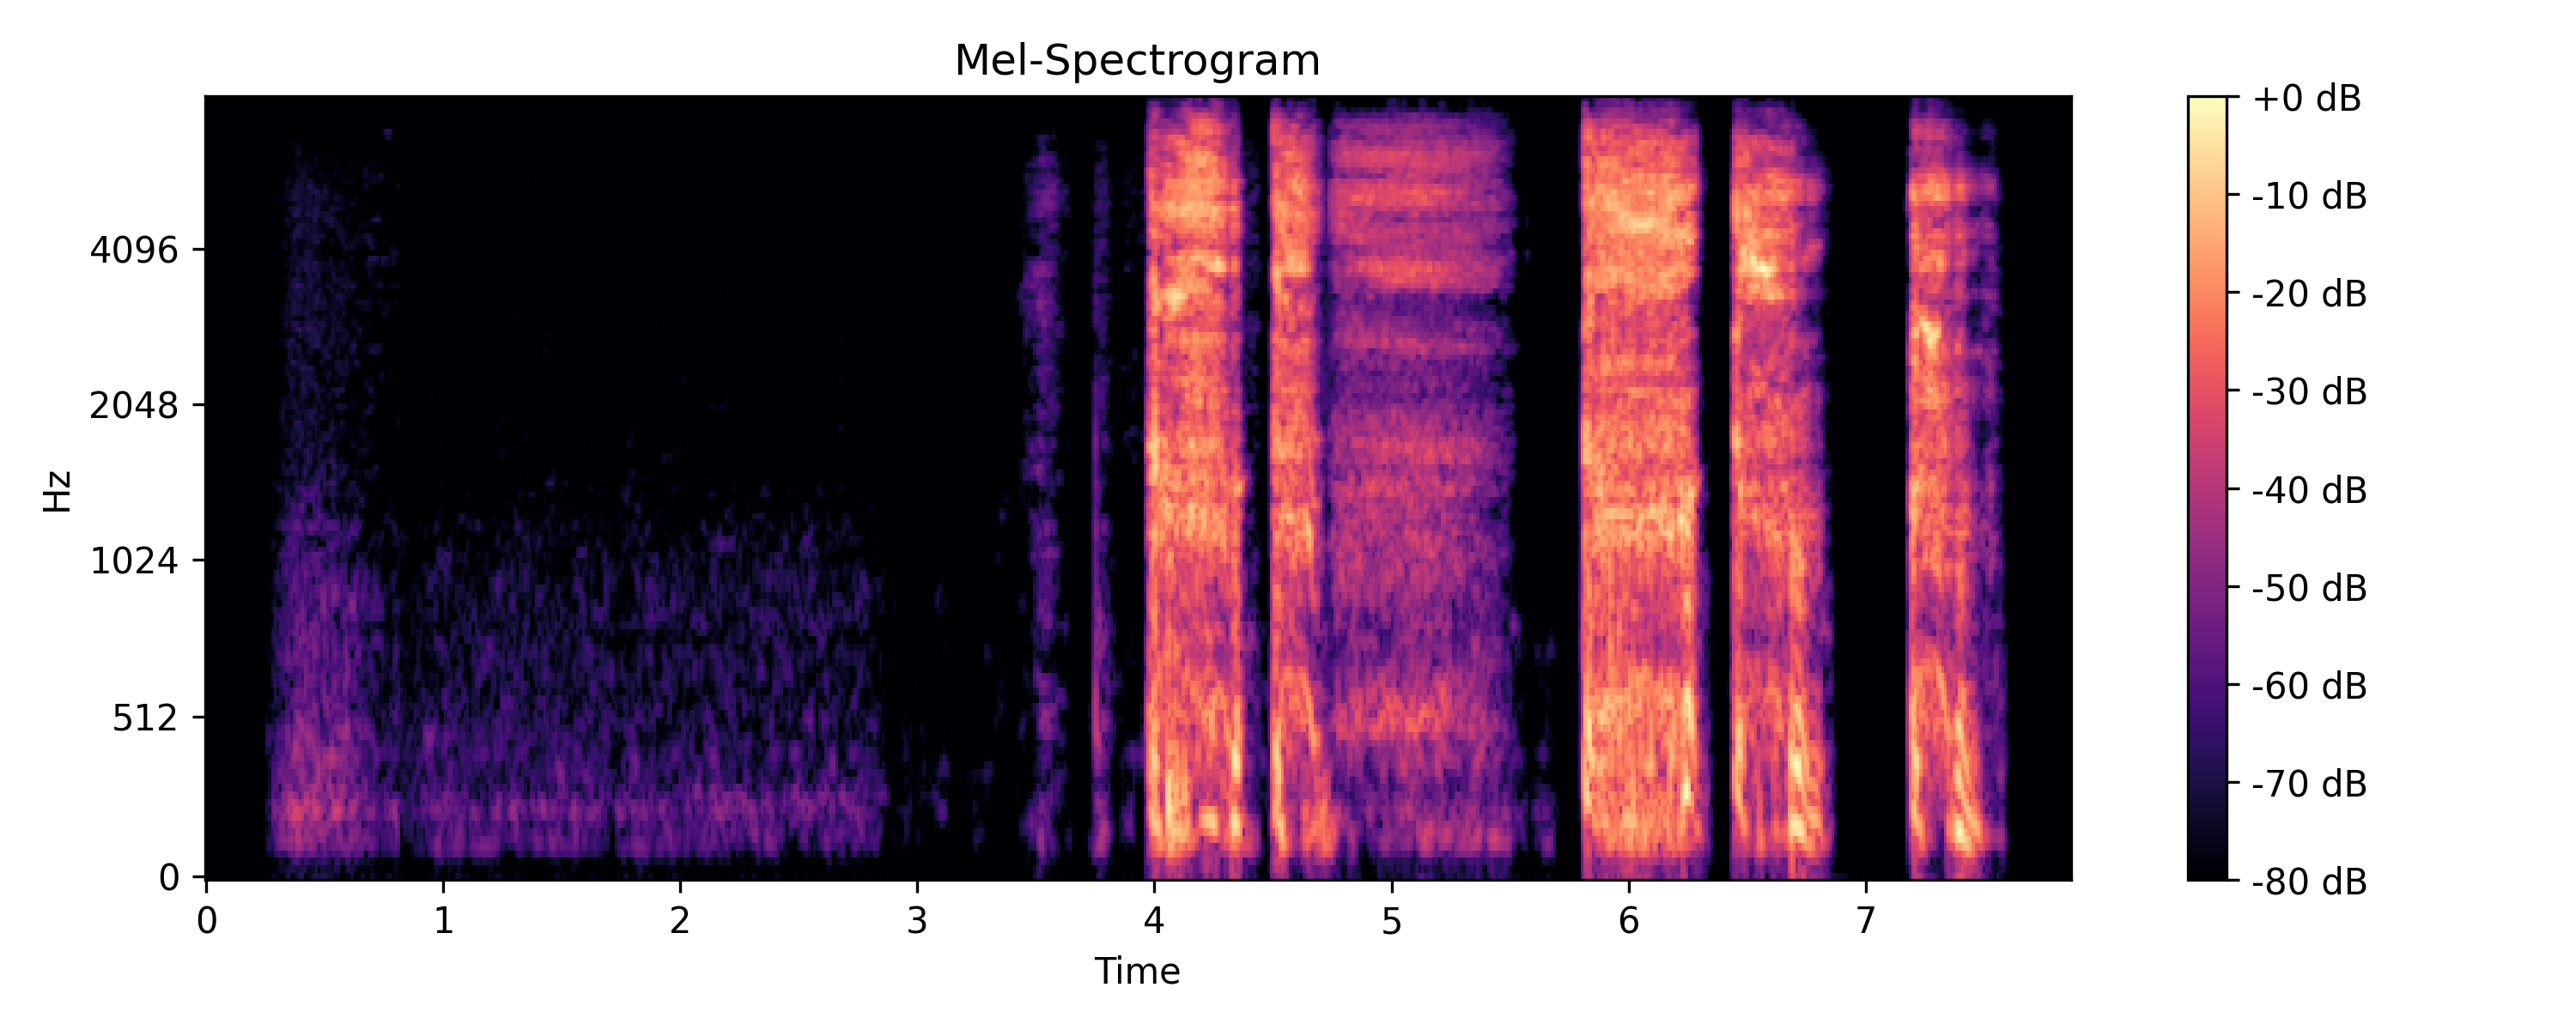 Mel-Spectrogram
+0 dB
-10 dB
-20 dB
-30 dB
-40 dB
-50 dB
-60 dB
-70 dB
-80 dB
Hz
4096
2048
1024
512
0
0 1 2 3 4 5 6 7
Time